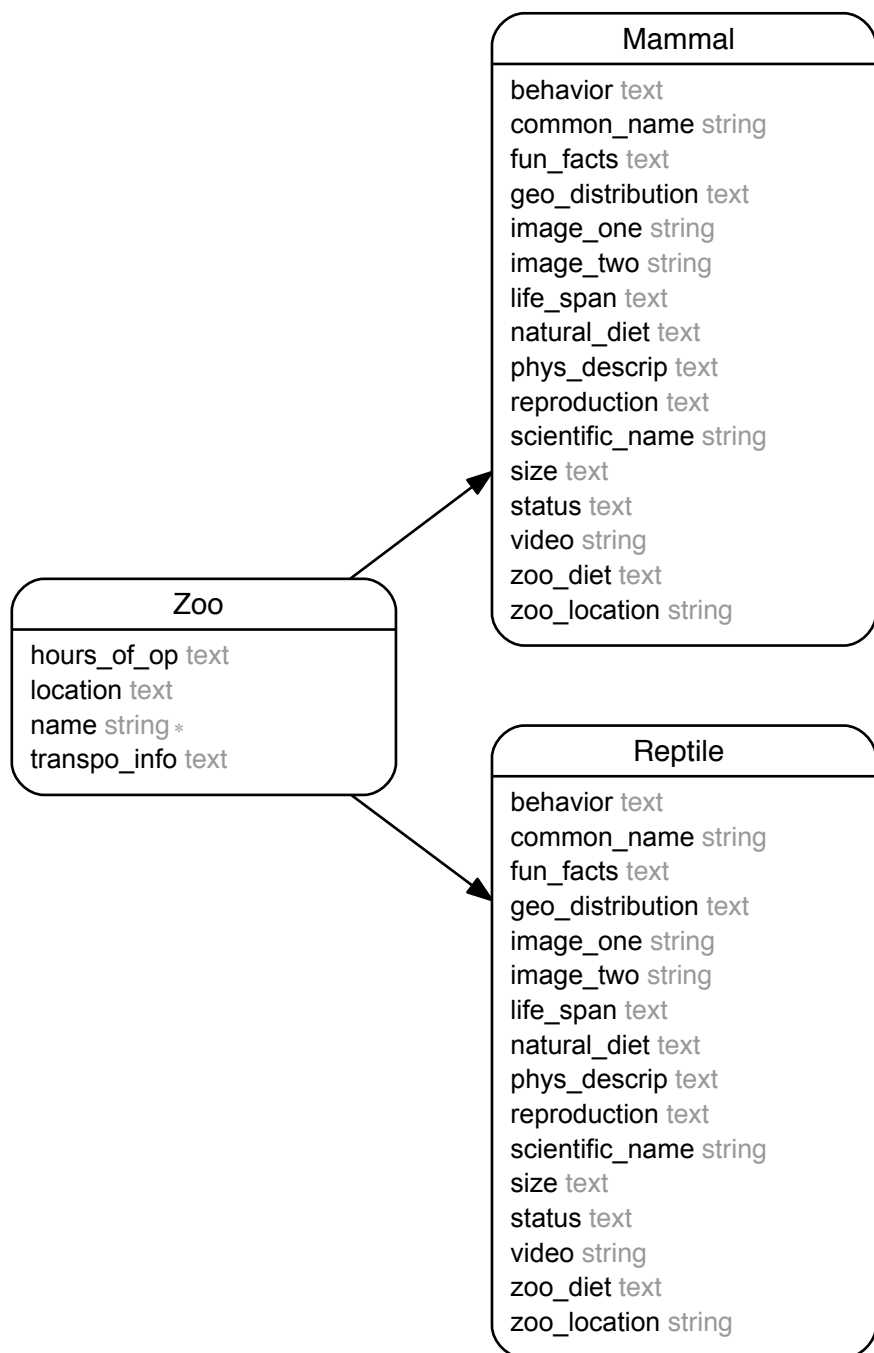 Mammal
behavior text
common_name string
fun_facts text
geo_distribution text
image_one string
image_two string
life_span text
natural_diet text
phys_descrip text
reproduction text
scientific_name string
size text
status text
video string
zoo_diet text
zoo_location string
Zoo
hours_of_op text
location text
name string *
transpo_info text
Reptile
behavior text
common_name string
fun_facts text
geo_distribution text
image_one string
image_two string
life_span text
natural_diet text
phys_descrip text
reproduction text
scientific_name string
size text
status text
video string
zoo_diet text
zoo_location string